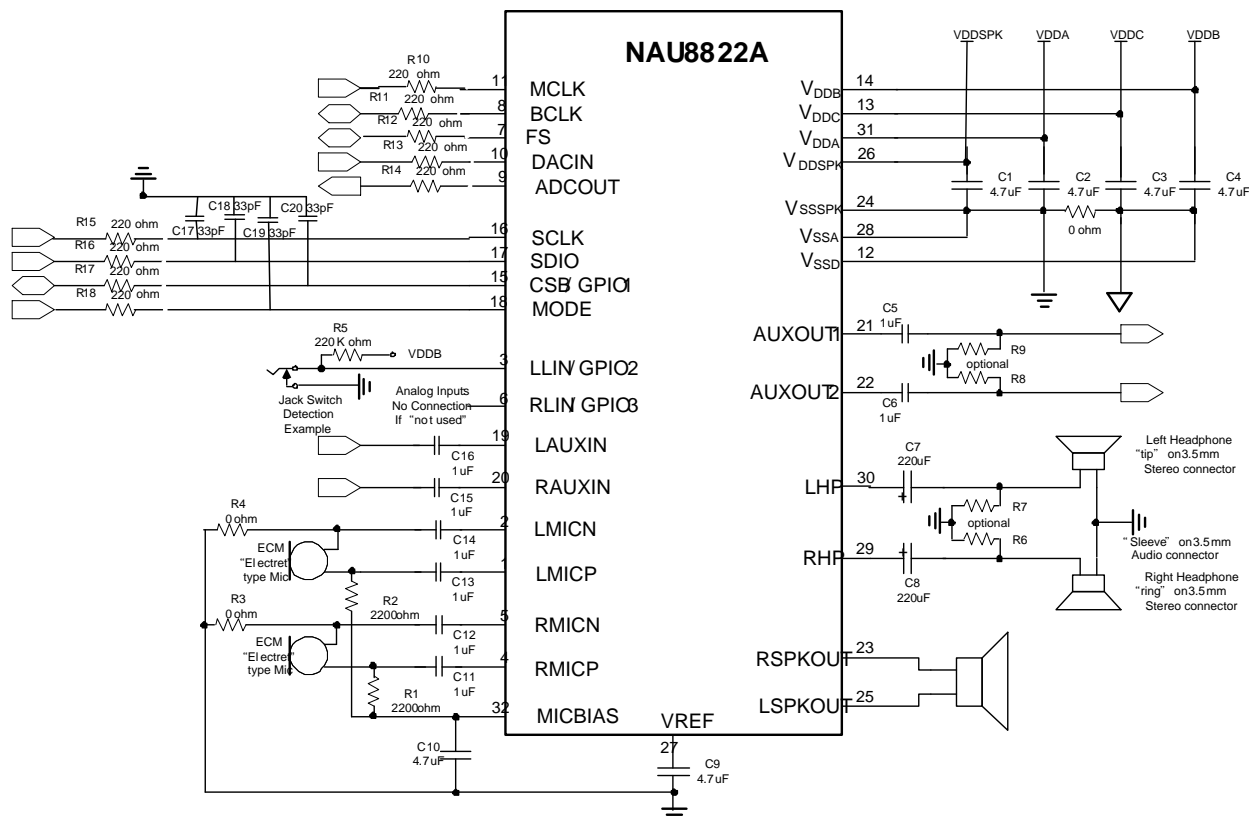 NAU8822A
VDDSPK VDDA VDDC VDDB
R10
220 ohm
11 MCLK
R11 220 ohm
8 BCLK
R12 220 ohm
7 FS
R13 220 ohm
10 DACIN
R14 220 ohm
9 ADCOUT
14 VDDB
13 VDDC
31 VDDA
26 VDDSPK
C1 4.7uF
C2 4.7uF
C3 4.7uF
C4 4.7uF
24 VSSSPK
0 ohm
28 VSSA
12 VSSD
C18 33pF
C20 33pF
C17 33pF
C19 33pF
R15 220 ohm
16 SCLK
R16 220 ohm
17 SDIO
R17 220 ohm
15 CSB/GPIO1
R18 220 ohm
18 MODE
R5
220K ohm
VDDB
3 LLIN/GPIO2
Jack Switch
Detection
Example
Analog Inputs
No Connection
If "not used"
6 RLIN/GPIO3
19 LAUXIN
C16
1uF
20 RAUXIN
C15
1uF
R4
0 ohm
2 LMICN
C14
1uF
ECM
"Electret"
type Mic
1 LMICP
C13
1uF
R3
0 ohm
R2
2200ohm
5 RMICN
C12
1uF
ECM
"Electret"
type Mic
4 RMICP
C11
1uF
R1
2200ohm
32 MICBIAS
C10
4.7uF
VREF
27
C9
4.7uF
AUXOUT1 21
C5
1uF
R9
optional
R8
AUXOUT2 22
C6
1uF
C7
220uF
LHP 30
+
R7
optional
R6
RHP 29
+
C8
220uF
Left Headphone
"tip" on 3.5mm
Stereo connector
"Sleeve" on 3.5mm
Audio connector
Right Headphone
"ring" on 3.5mm
Stereo connector
RSPKOUT 23
LSPKOUT 25